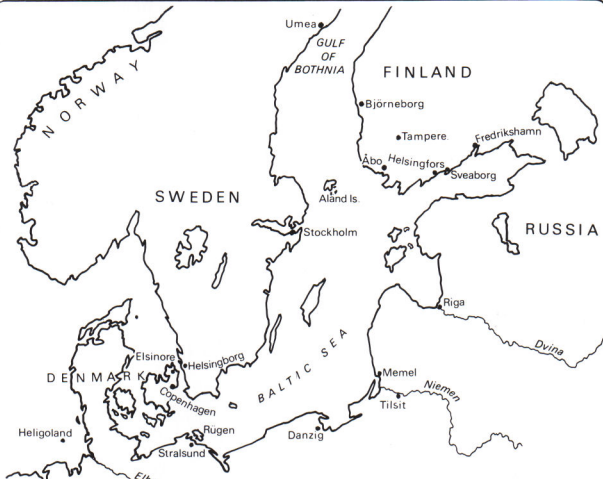 Umea
GULF
OF
BOTHNIA
FINLAND
NORWAY
Björneborg
Tampere
Fredrikshamn
Åbo
Helsingfors
Sveaborg
SWEDEN
Aland Is.
Stockholm
RUSSIA
Riga
Dvina
BALTIC SEA
Elsinore
Helsingborg
DENMARK
Copenhagen
Memel
Niemen
Tilsit
Heligoland
Rügen
Danzig
Stralsund